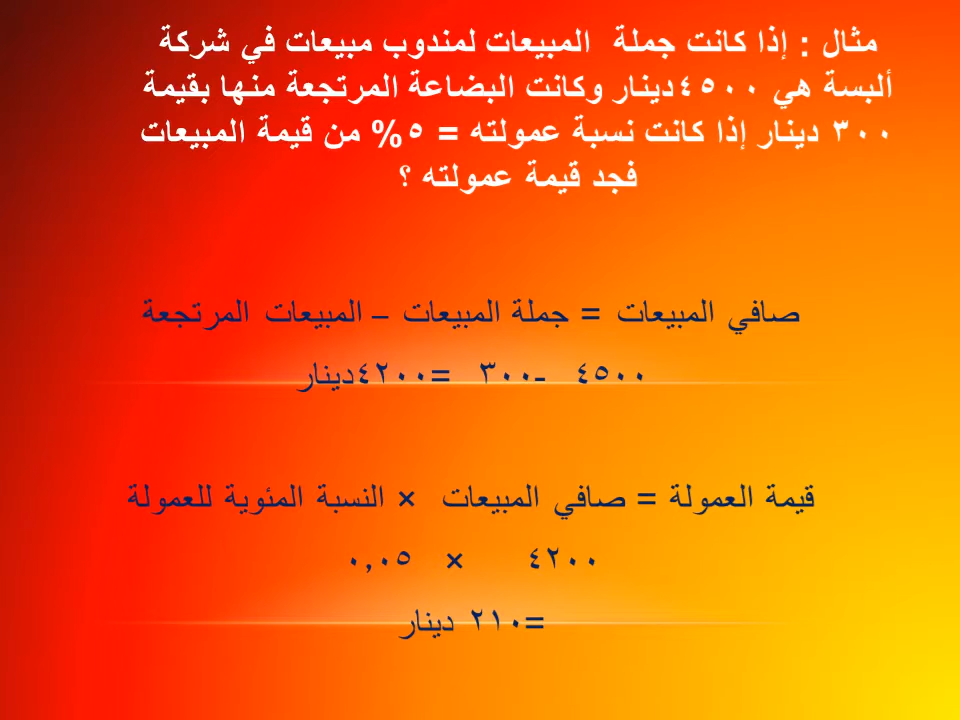 مثال : إذا كانت جملة المبيعات لمندوب مبيعات في شركة
ألبسة هي ٤٥٠٠دينار وكانت البضاعة المرتجعة منها بقيمة
٣٠٠ دينار إذا كانت نسبة عمولته = ٥% من قيمة المبيعات
فجد قيمة عمولته ؟
صافي المبيعات = جملة المبيعات – المبيعات المرتجعة
٤٥٠٠ -٣٠٠ =٤٢٠٠دينار
قيمة العمولة = صافي المبيعات × النسبة المئوية للعمولة
٤٢٠٠ × ٠,٠٥
=٢١٠ دينار